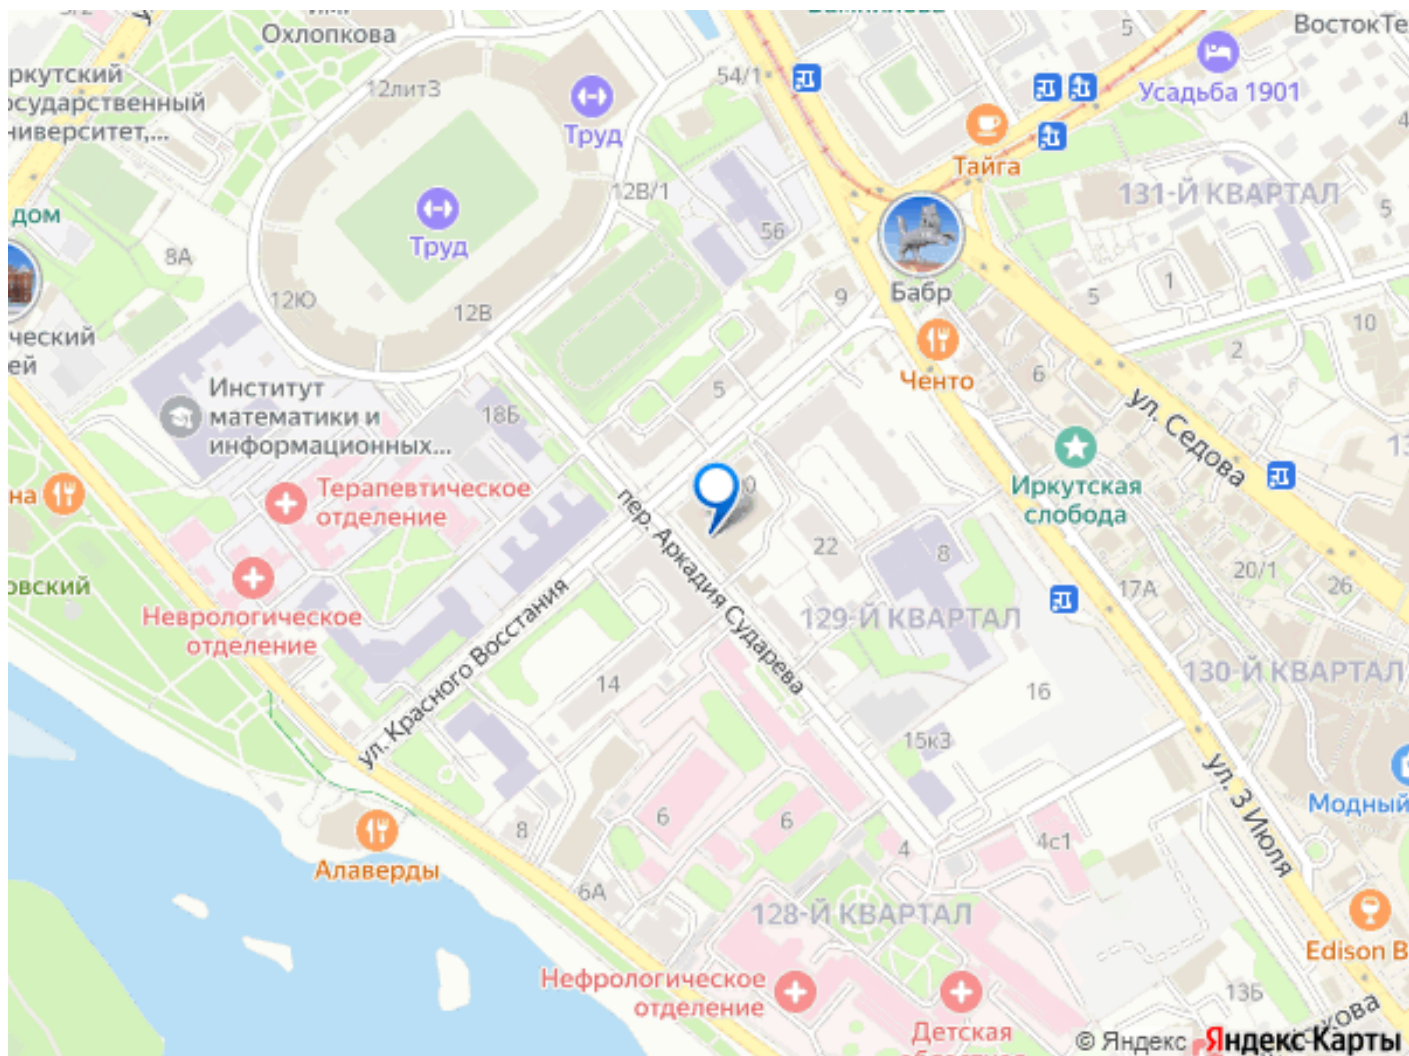 Охлопкова
ВостокТе
5
ркутский
осударственный
ниверситет,...
12лит3
54/1
Труд
Усадьба 1901
Тайга
12В/1
131-Й КВАРТАЛ
5
дом
Труд
56
8А
12Ю
12В
9
Бабр
5
1
ческий
ей
10
2
Ченто
6
Институт
математики и
информационных...
18Б
5
ул. Седова
на
Терапевтическое
отделение
Иркутская
слобода
пер. Аркадия Сударева
22
8
17А
20/1
26
овский
Неврологическое
отделение
129-Й КВАРТАЛ
ул. Красного Восстания
14
16
130-Й КВАРТАЛ
15к3
ул. 3 Июля
Модный
8
6
6
4с1
4
Алаверды
6А
128-Й КВАРТАЛ
Edison B
Нефрологическое
отделение
13Б
Детская
© Яндекс
Яндекс Карты
кова